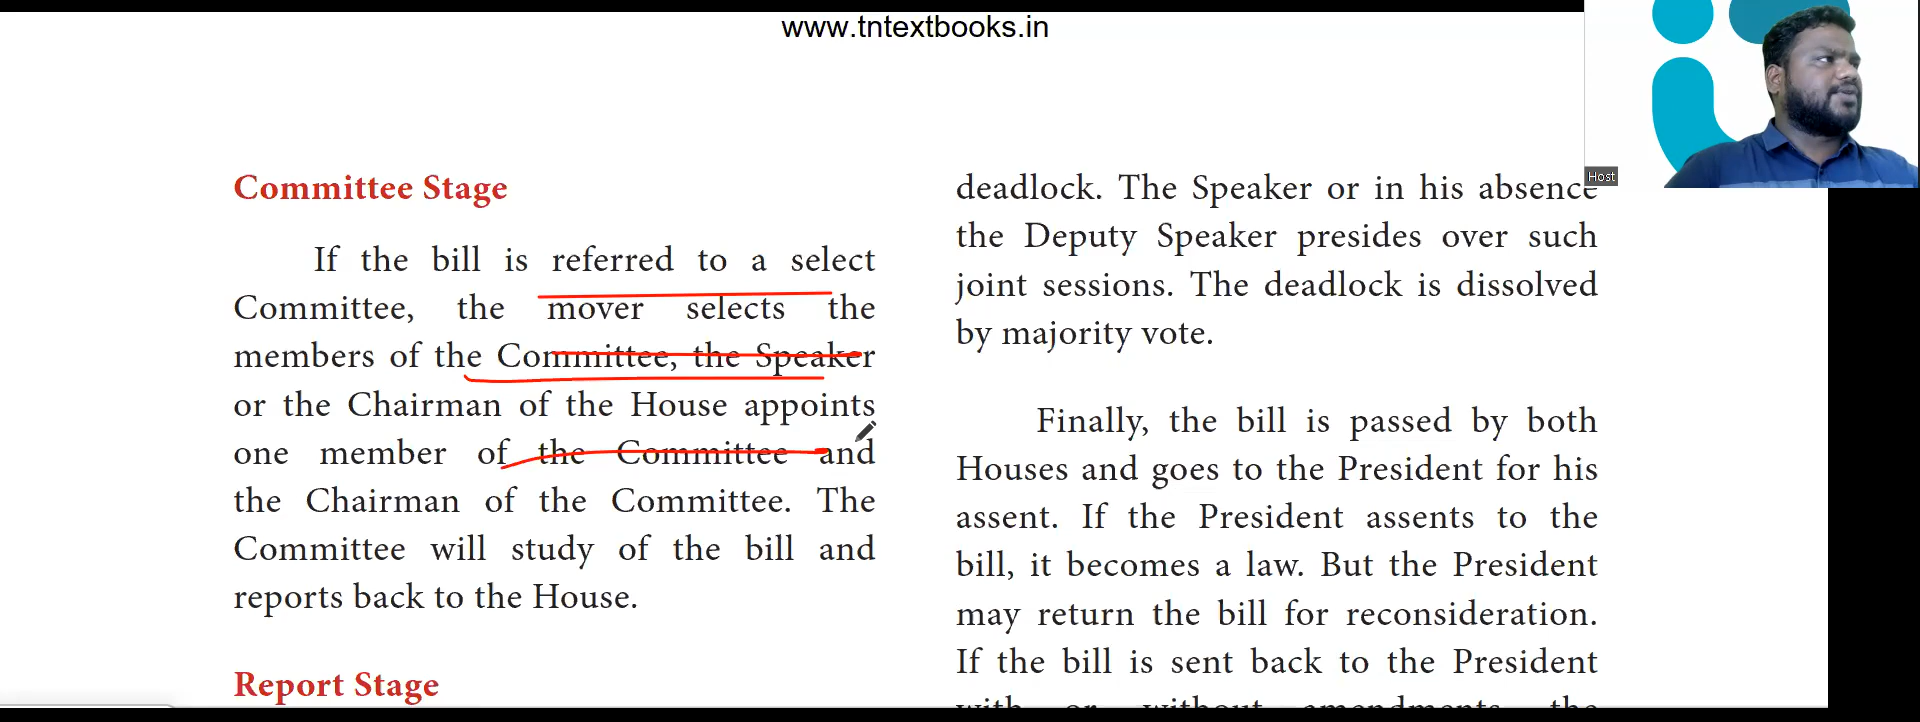 www.tntextbooks.in
Host
Committee Stage
If the bill is referred to a select
Committee, the mover selects the
members of the Committee, the Speaker
or the Chairman of the House appoints
one member of the Committee and
the Chairman of the Committee. The
Committee will study of the bill and
reports back to the House.
Report Stage
deadlock. The Speaker or in his absence
the Deputy Speaker presides over such
joint sessions. The deadlock is dissolved
by majority vote.
Finally, the bill is passed by both
Houses and goes to the President for his
assent. If the President assents to the
bill, it becomes a law. But the President
may return the bill for reconsideration.
If the bill is sent back to the President
with or without amendments, the